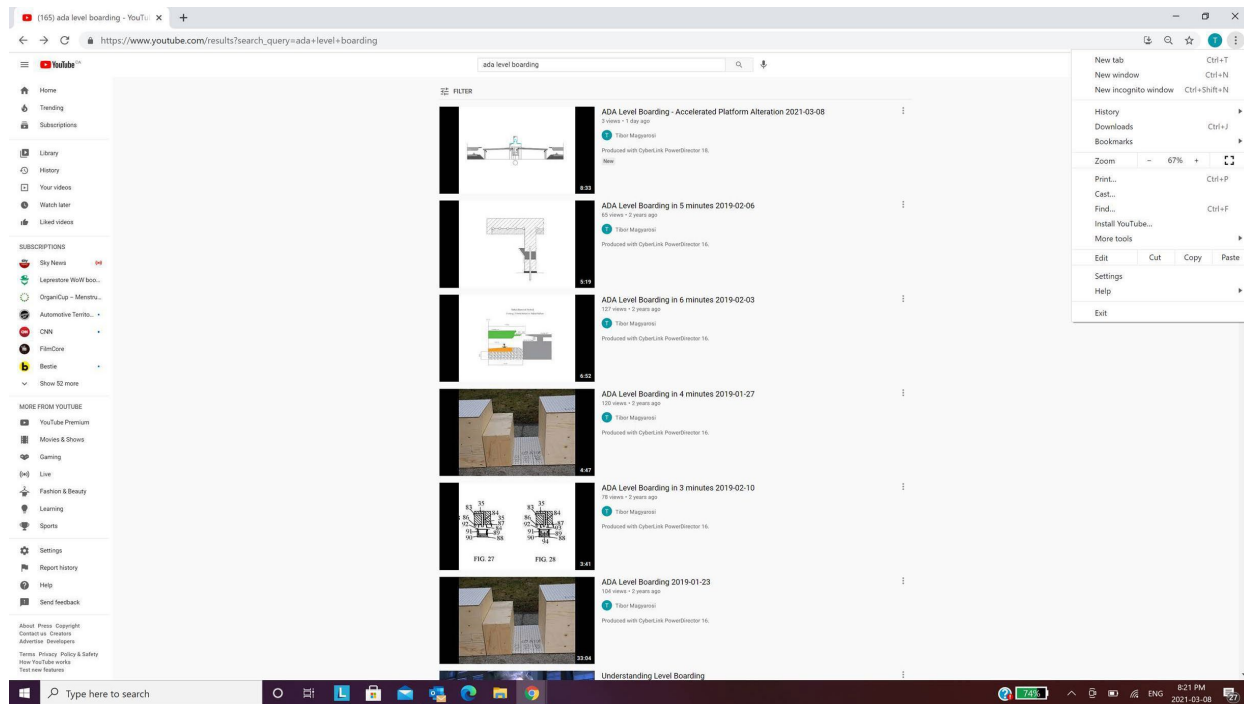 (165) ada level boarding - YouTu
https://www.youtube.com/results?search_query=ada+level+boarding
YouTube CA
ada level boarding
Home
Trending
Subscriptions
Library
History
Your videos
Watch later
Liked videos
SUBSCRIPTIONS
Sky News
Leprestore WoW boo...
OrganiCup – Menstru...
Automotive Territo...
CNN
FilmCore
Bestie
Show 52 more
MORE FROM YOUTUBE
YouTube Premium
Movies & Shows
Gaming
Live
Fashion & Beauty
Learning
Sports
Settings
Report history
Help
Send feedback
About Press Copyright
Contact us Creators
Advertise Developers
Terms Privacy Policy & Safety
How YouTube works
Test new features
FILTER
8:33
ADA Level Boarding - Accelerated Platform Alteration 2021-03-08
3 views • 1 day ago
T Tibor Magyarosi
Produced with CyberLink PowerDirector 16.
New
5:19
ADA Level Boarding in 5 minutes 2019-02-06
65 views • 2 years ago
T Tibor Magyarosi
Produced with CyberLink PowerDirector 16.
6:52
ADA Level Boarding in 6 minutes 2019-02-03
127 views • 2 years ago
T Tibor Magyarosi
Produced with CyberLink PowerDirector 16.
4:47
ADA Level Boarding in 4 minutes 2019-01-27
120 views • 2 years ago
T Tibor Magyarosi
Produced with CyberLink PowerDirector 16.
FIG. 27 FIG. 28
3:41
ADA Level Boarding in 3 minutes 2019-02-10
78 views • 2 years ago
T Tibor Magyarosi
Produced with CyberLink PowerDirector 16.
33:04
ADA Level Boarding 2019-01-23
104 views • 2 years ago
T Tibor Magyarosi
Produced with CyberLink PowerDirector 16.
Understanding Level Boarding
T
New tab Ctrl+T
New window Ctrl+N
New incognito window Ctrl+Shift+N
History
Downloads Ctrl+J
Bookmarks
Zoom - 67% +
Print... Ctrl+P
Cast...
Find... Ctrl+F
Install YouTube...
More tools
Edit Cut Copy Paste
Settings
Help
Exit
Type here to search
L
74%
ENG
8:21 PM
2021-03-08
27